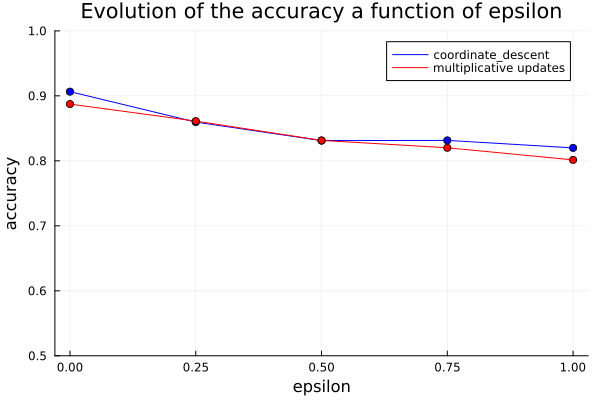 Evolution of the accuracy a function of epsilon
1.0
coordinate_descent
multiplicative updates
0.9
0.8
accuracy
0.7
0.6
0.5
0.00 0.25 0.50 0.75 1.00
epsilon